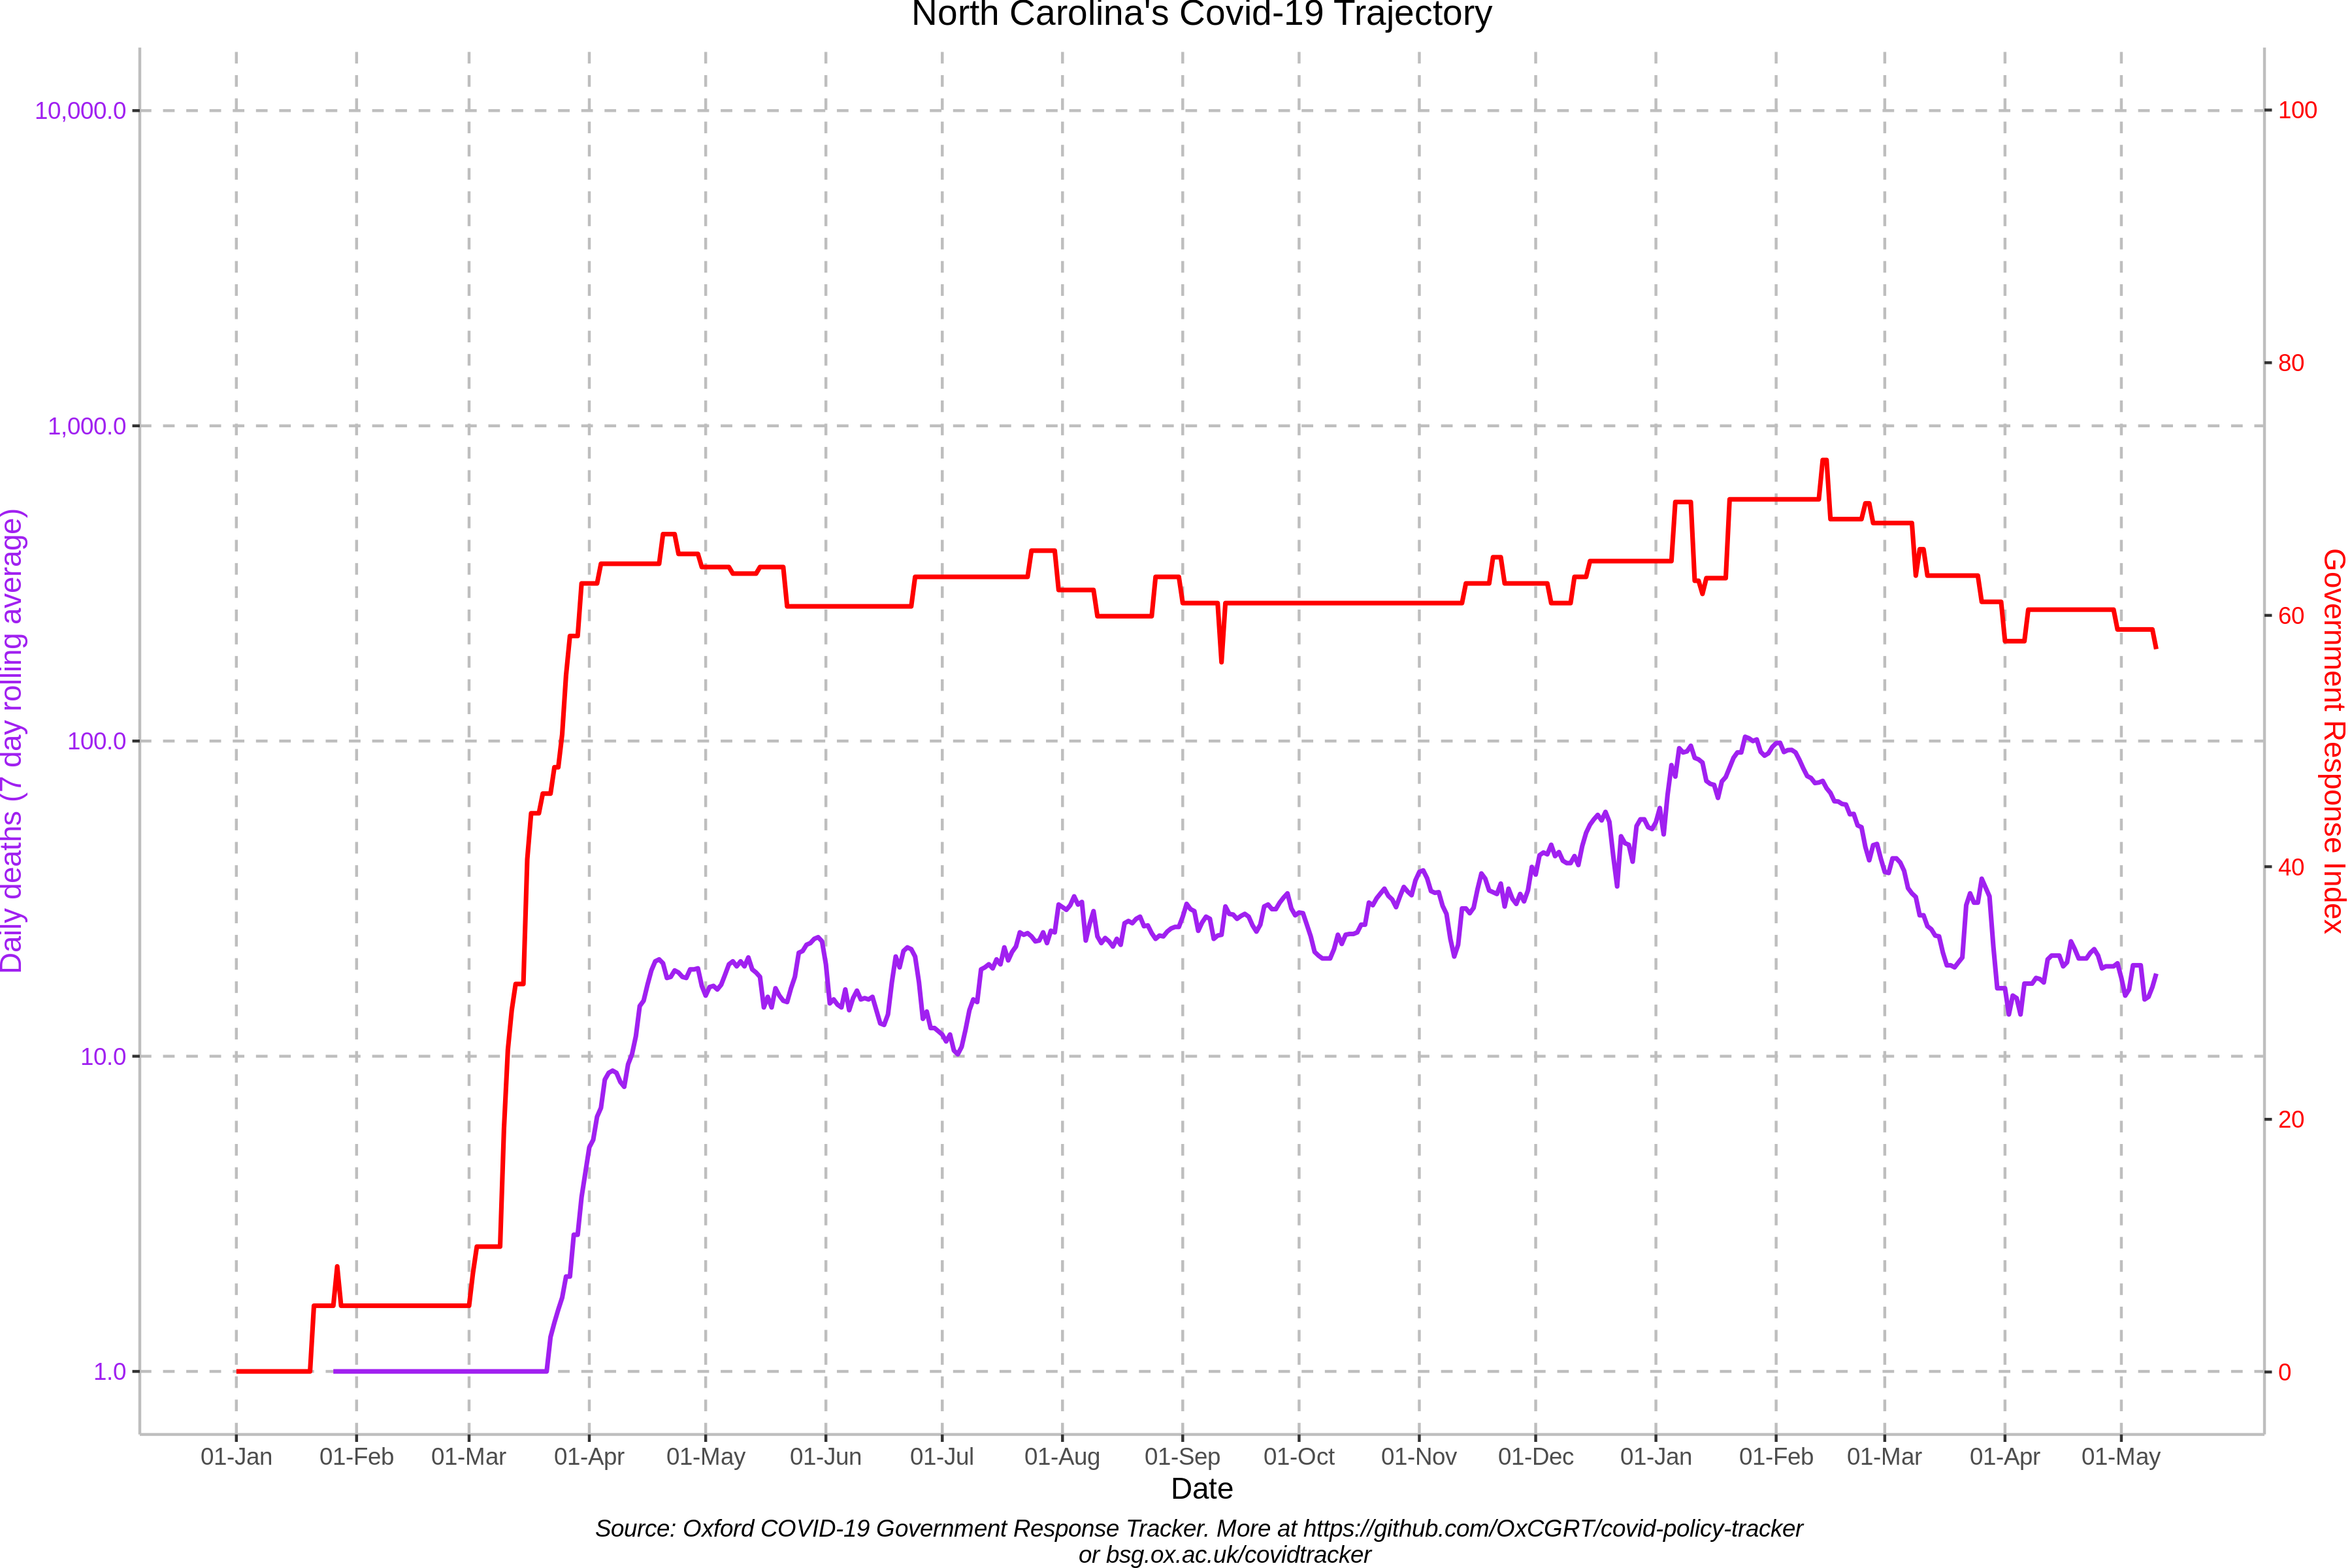 North Carolina's Covid-19 Trajectory
10,000.0
1,000.0
100.0
10.0
1.0
Daily deaths (7 day rolling average)
100
80
60
40
20
0
Government Response Index
01-Jan 01-Feb 01-Mar 01-Apr 01-May 01-Jun 01-Jul 01-Aug 01-Sep 01-Oct 01-Nov 01-Dec 01-Jan 01-Feb 01-Mar 01-Apr 01-May
Date
Source: Oxford COVID-19 Government Response Tracker. More at https://github.com/OxCGRT/covid-policy-tracker
or bsg.ox.ac.uk/covidtracker